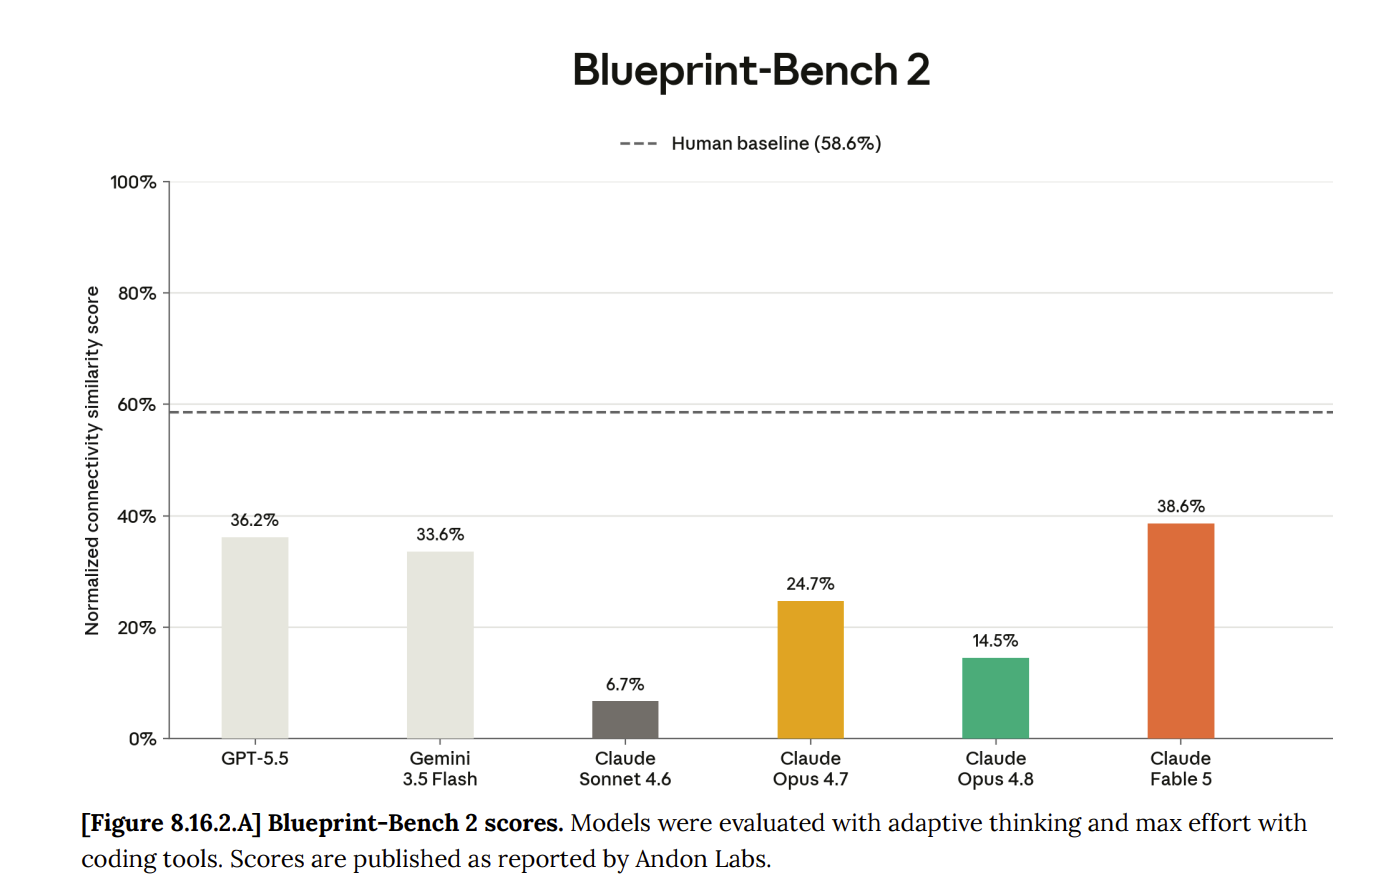 Blueprint-Bench 2
Human baseline (58.6%)
Normalized connectivity similarity score
100%
80%
60%
40%
20%
0%
36.2%
33.6%
6.7%
24.7%
14.5%
38.6%
GPT-5.5
Gemini
3.5 Flash
Claude
Sonnet 4.6
Claude
Opus 4.7
Claude
Opus 4.8
Claude
Fable 5
[Figure 8.16.2.A] Blueprint-Bench 2 scores. Models were evaluated with adaptive thinking and max effort with
coding tools. Scores are published as reported by Andon Labs.